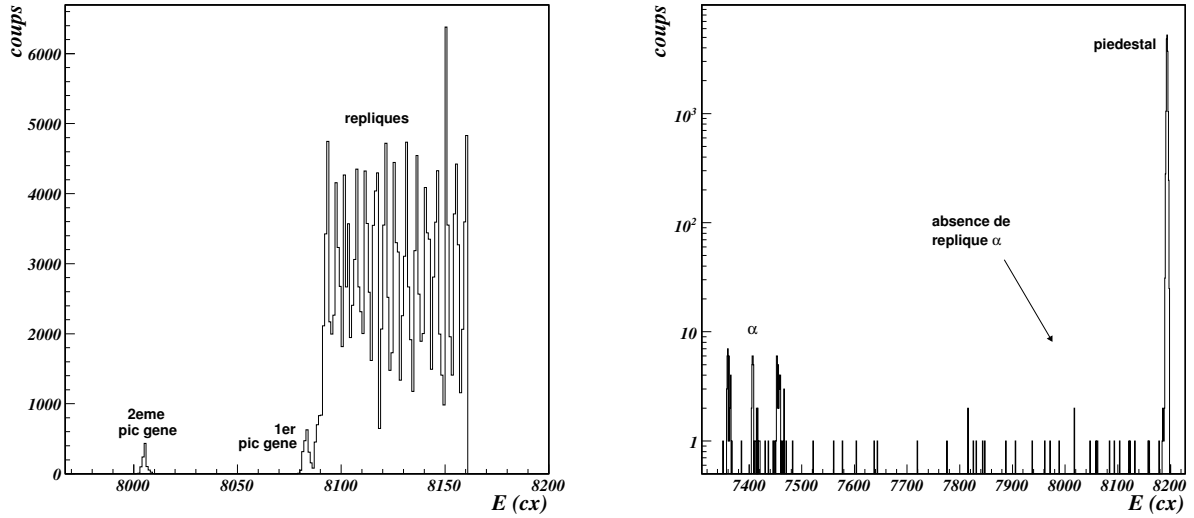 coups
6000
5000
4000
3000
2000
1000
0
repliques
2eme
pic gene
1er
pic gene
8000
8050
8100
8150
8200
E (cx)
coups
10³
10²
10
1
piedestal
absence de
replique α
α
7400
7500
7600
7700
7800
7900
8000
8100
8200
E (cx)